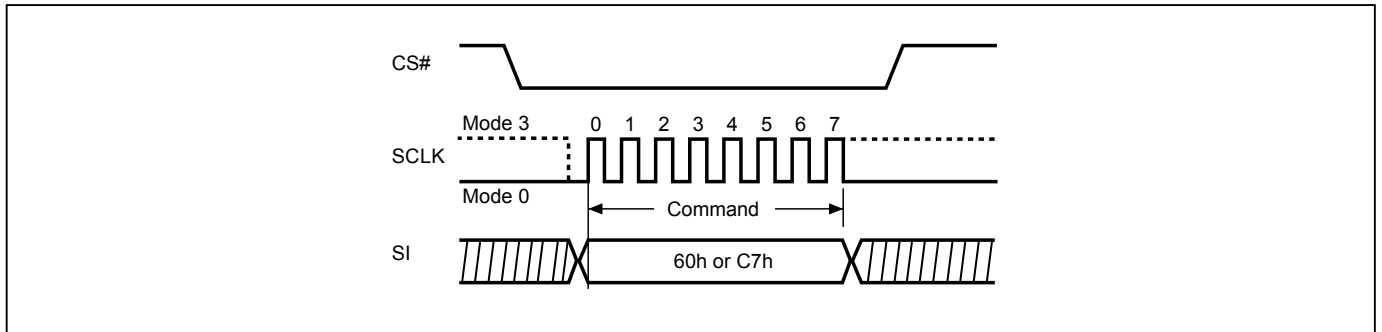 CS#
Mode 3 0 1 2 3 4 5 6 7
SCLK
Mode 0
Command
SI
60h or C7h